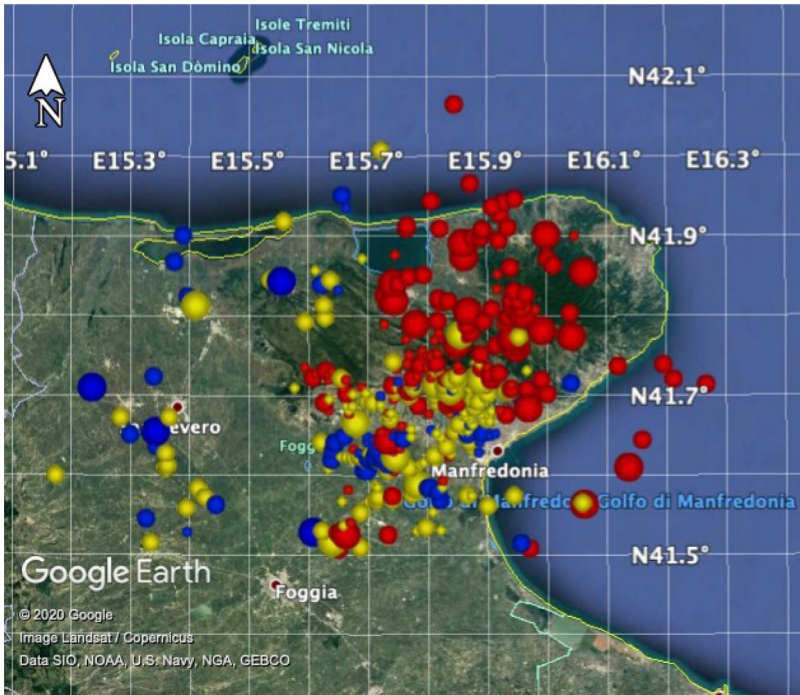 Isole Tremiti
Isola Capraia
Isola San Nicola
Isola San Dòmino
N
N42.1°
5.1° E15.3° E15.5° E15.7° E15.9° E16.1° E16.3°
N41.9°
N41.7°
evero
Fogg
Manfredonia
Golfo di Manfredo
Golfo di Manfredonia
N41.5°
Google Earth
Foggia
© 2020 Google
Image Landsat / Copernicus
Data SIO, NOAA, U.S. Navy, NGA, GEBCO